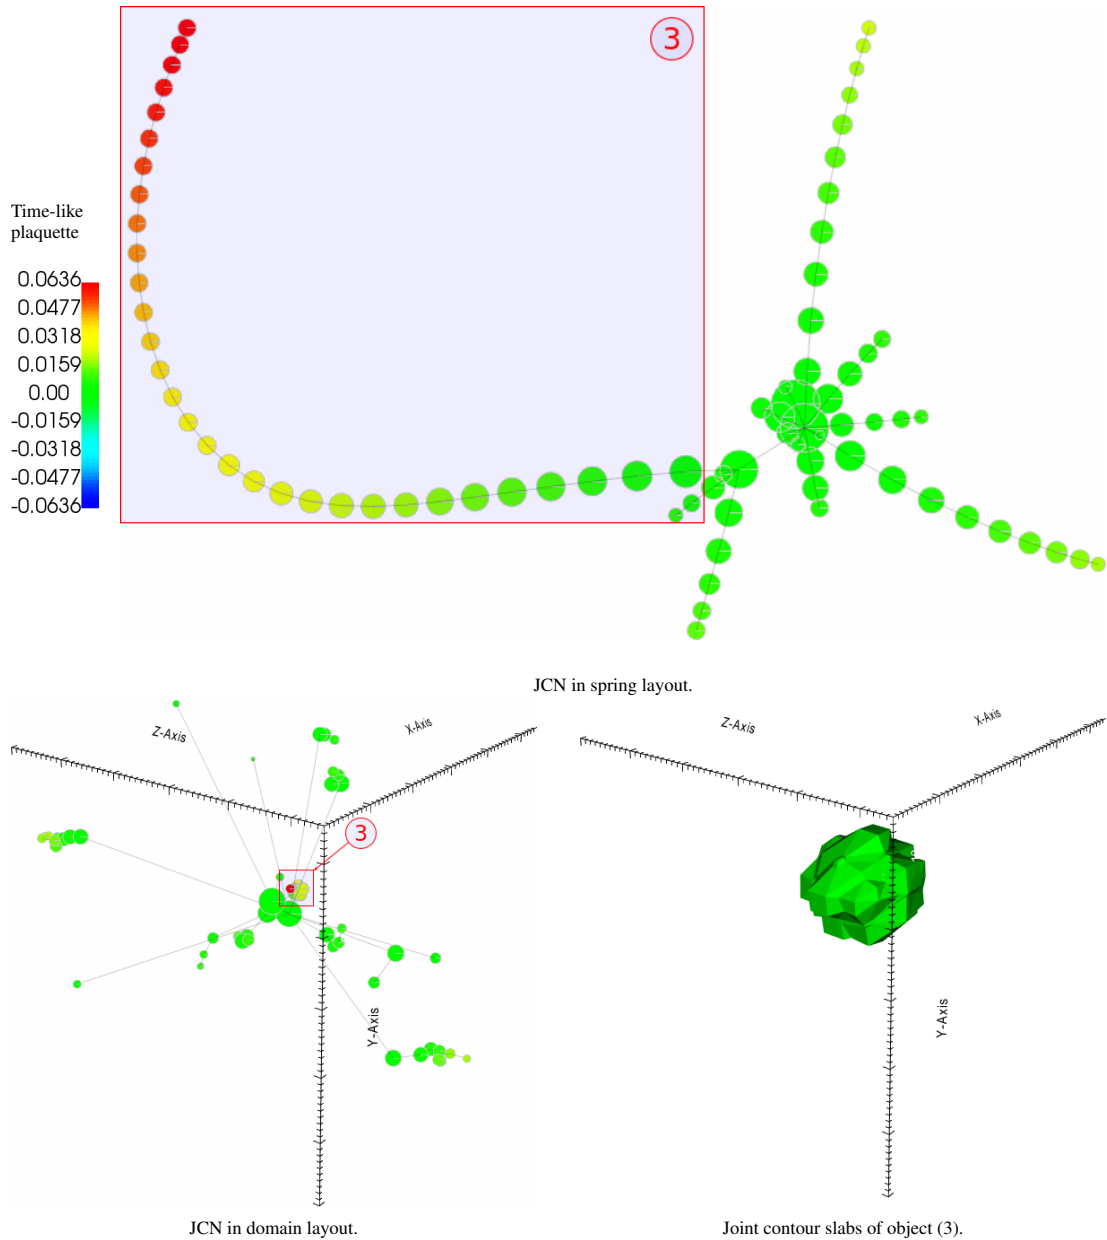 3
Time-like
plaquette
0.0636
0.0477
0.0318
0.0159
0.00
-0.0159
-0.0318
-0.0477
-0.0636
JCN in spring layout.
Z-Axis
X-Axis
3
Y-Axis
JCN in domain layout.
Z-Axis
X-Axis
Y-Axis
Joint contour slabs of object (3).